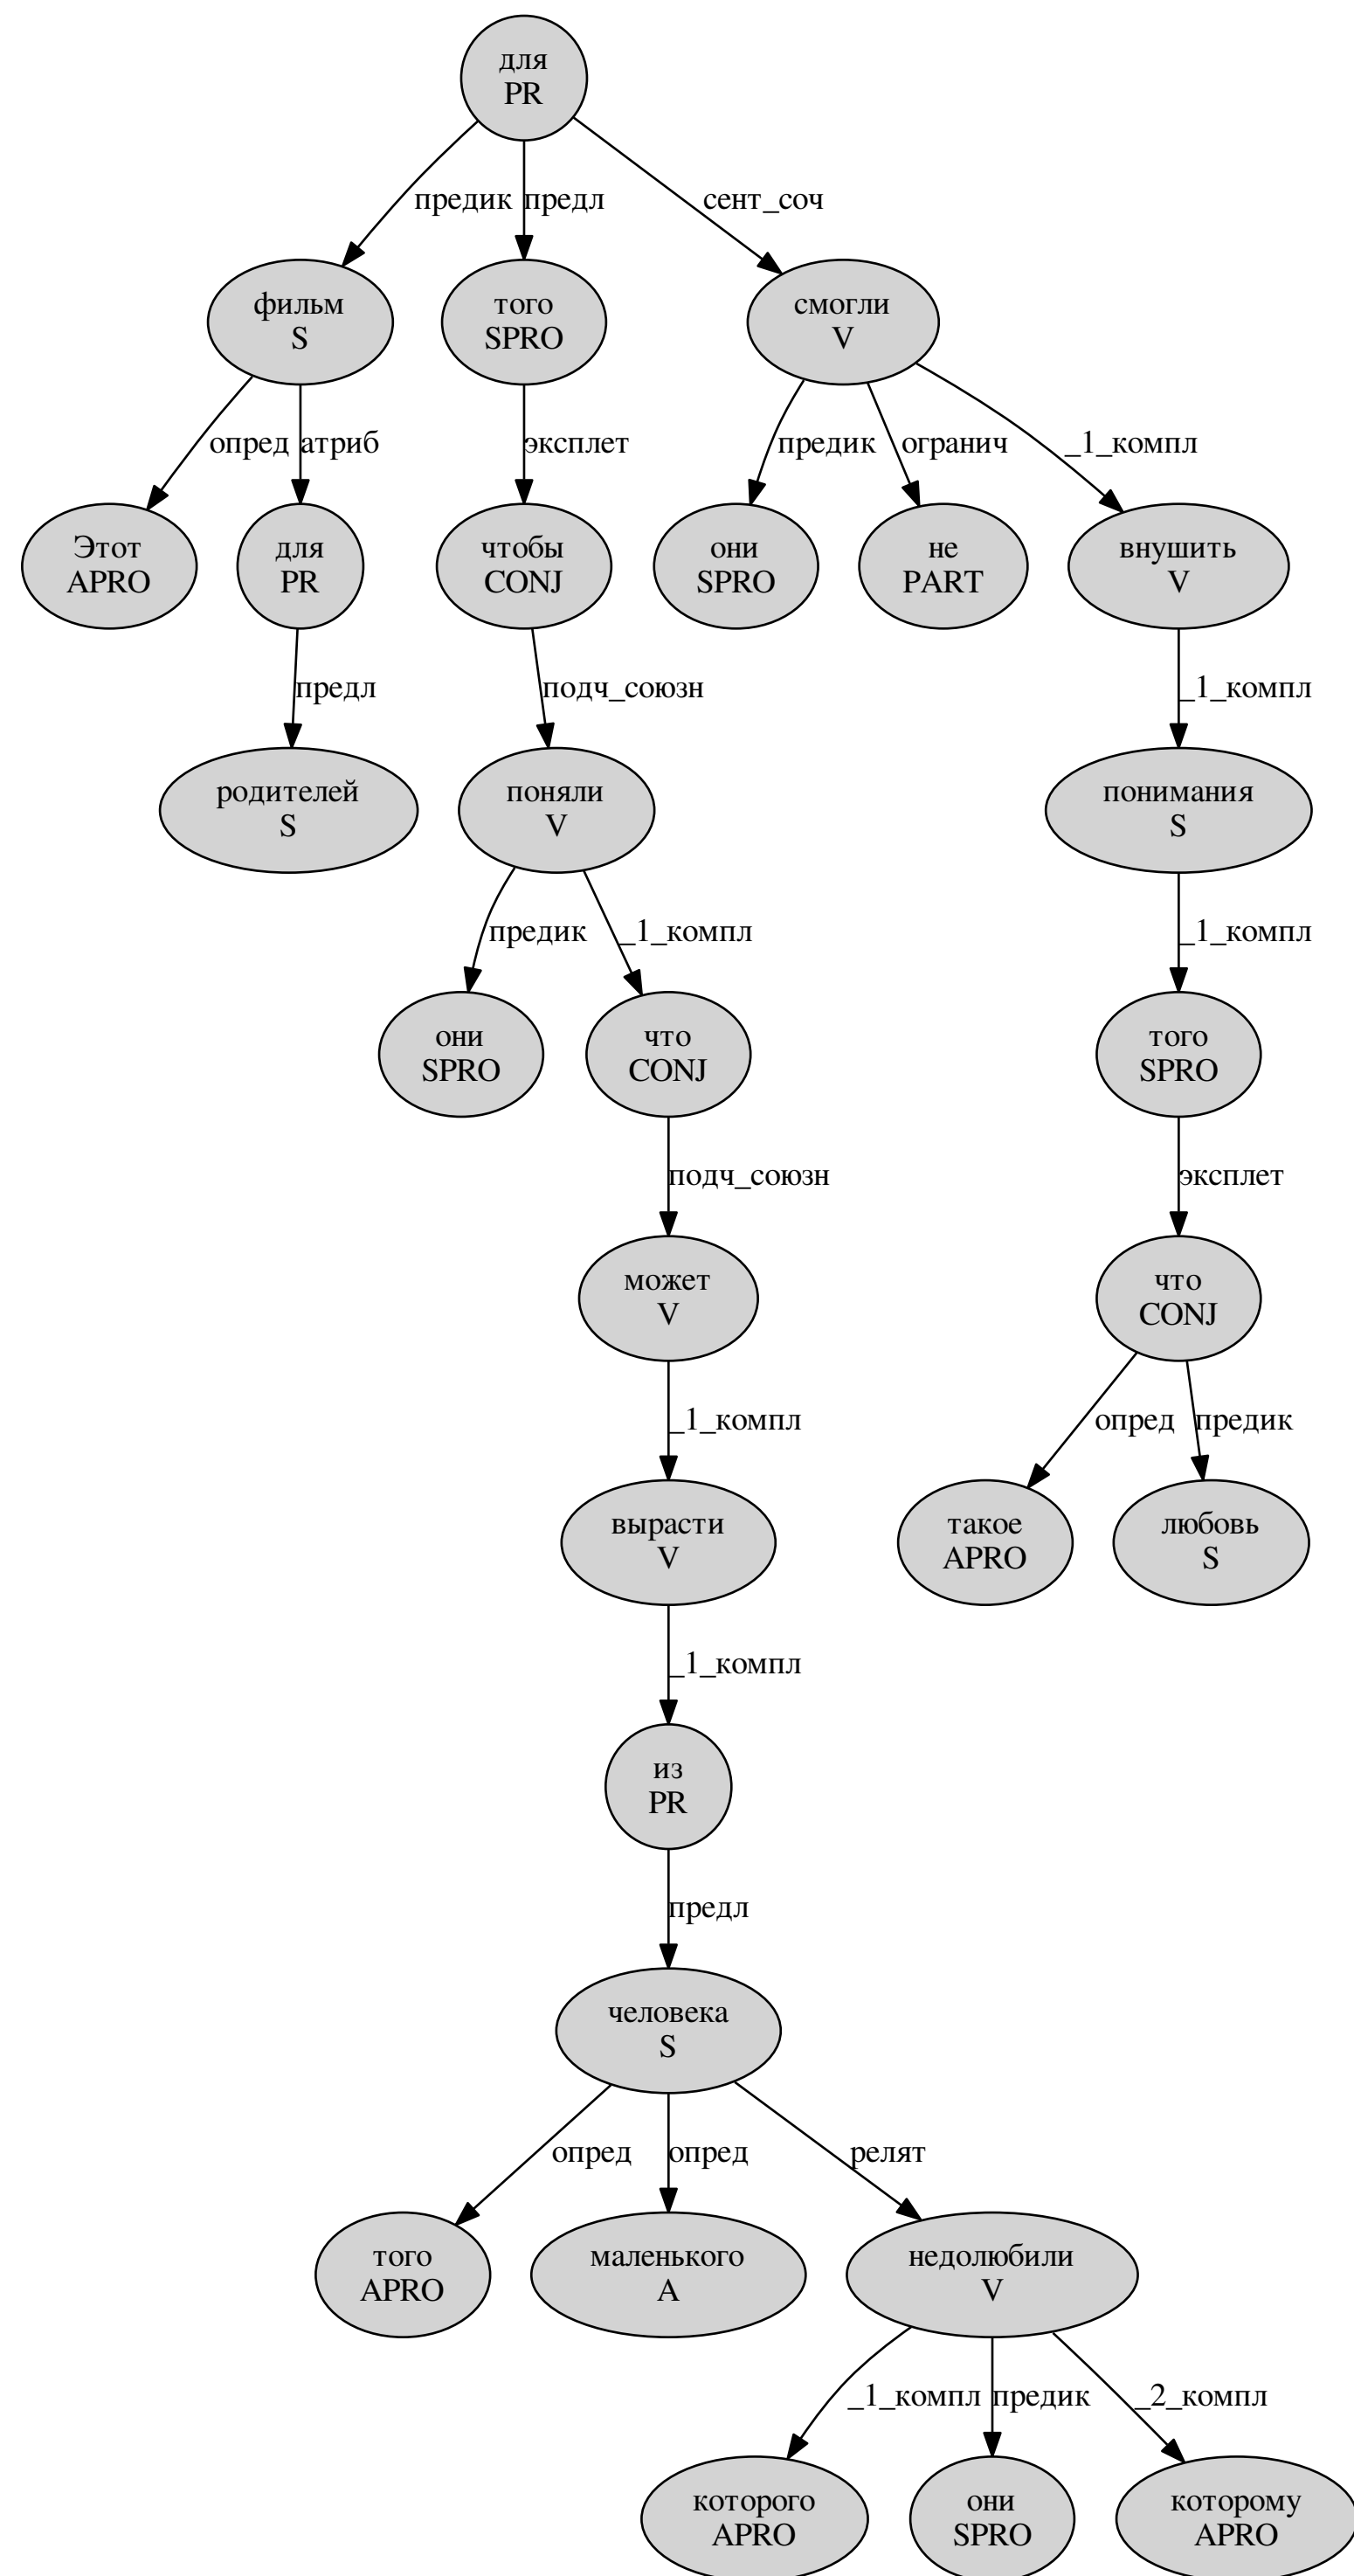 для
PR
предик
предл
сент_соч
фильм
S
того
SPRO
смогли
V
опред
атриб
эксплет
предик
огранич
_1_компл
Этот
APRO
для
PR
чтобы
CONJ
они
SPRO
не
PART
внушить
V
предл
подч_союзн
_1_компл
родителей
S
поняли
V
понимания
S
предик
_1_компл
_1_компл
они
SPRO
что
CONJ
того
SPRO
подч_союзн
эксплет
может
V
что
CONJ
_1_компл
опред
предик
вырасти
V
такое
APRO
любовь
S
_1_компл
из
PR
предл
человека
S
опред
опред
релят
того
APRO
маленького
A
недолюбили
V
_1_компл
предик
_2_компл
которого
APRO
они
SPRO
которому
APRO